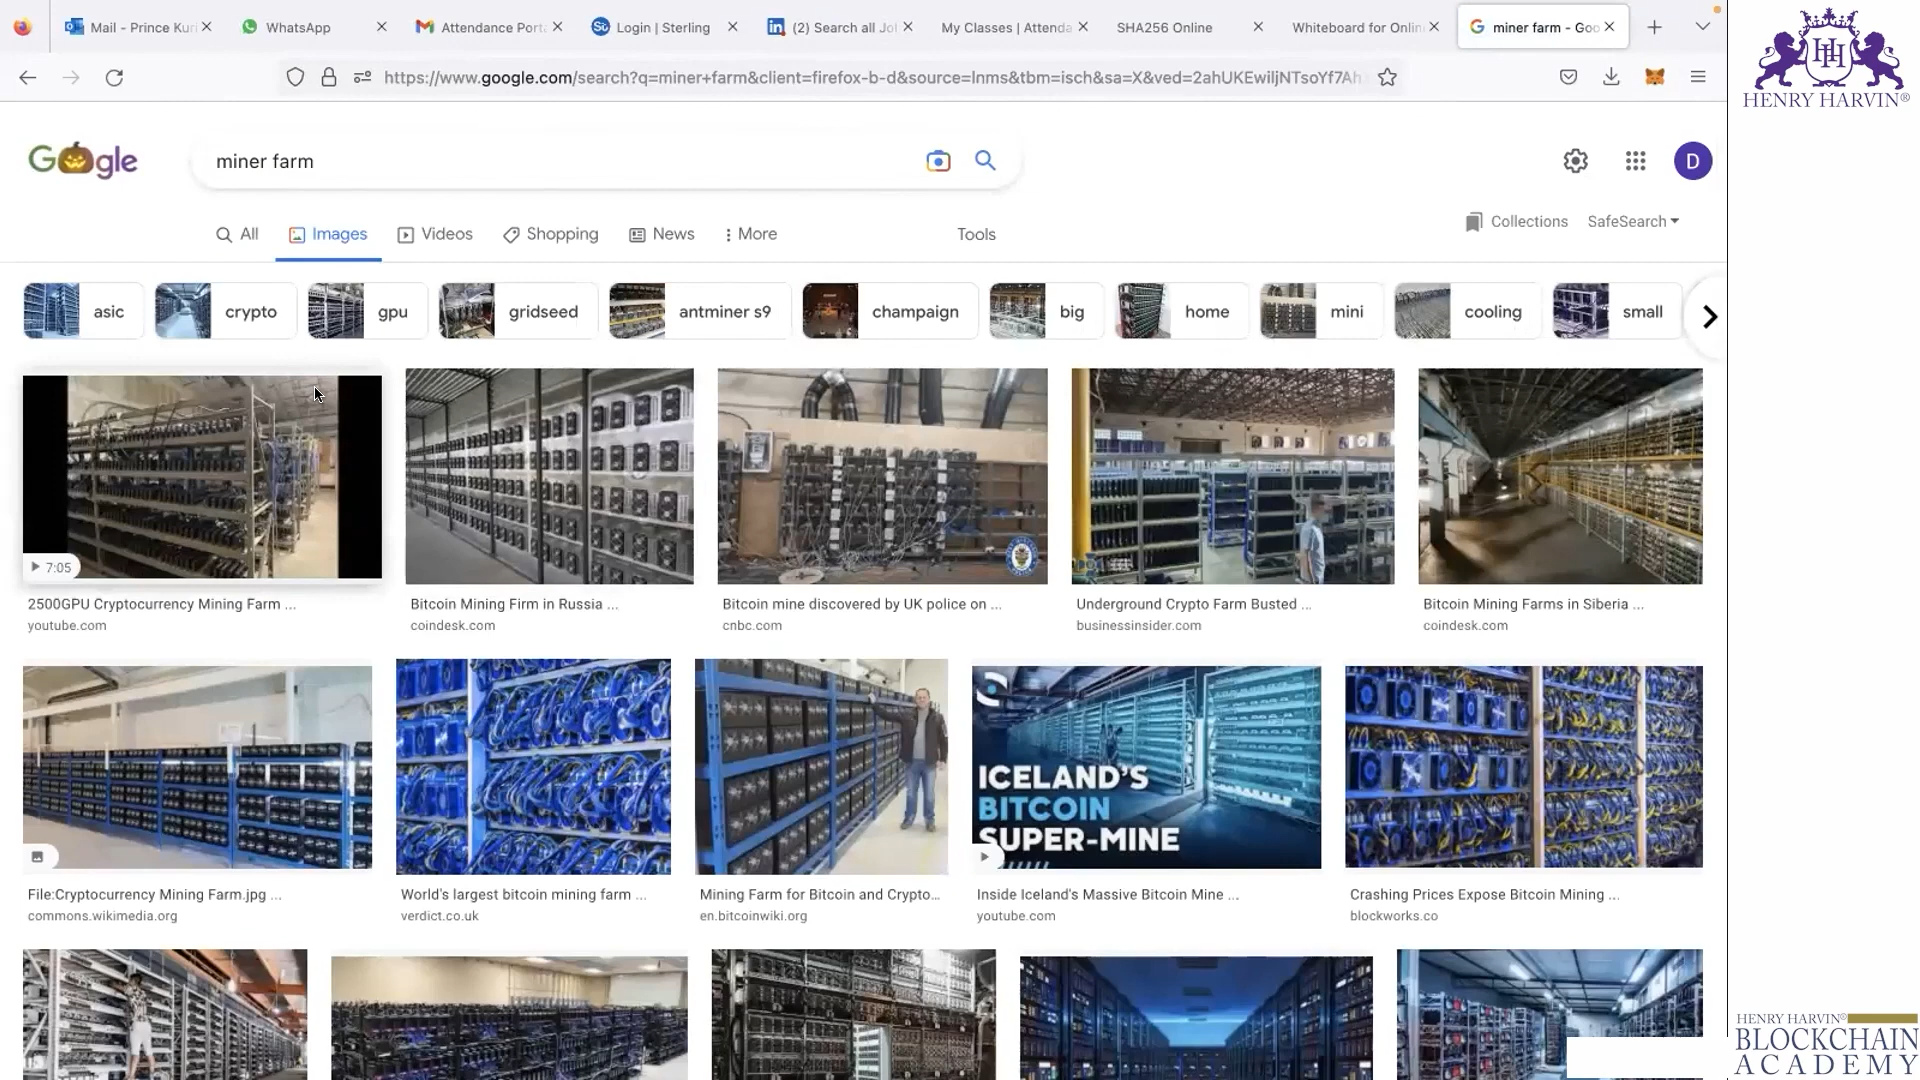 Mail - Prince Kuri
WhatsApp
Attendance Porta
Login | Sterling
(2) Search all Jol
My Classes | Attenda
SHA256 Online
Whiteboard for Onlin
miner farm - Goo
https://www.google.com/search?q=miner+farm&client=firefox-b-d&source=lnms&tbm=isch&sa=X&ved=2ahUKEwiljNTsoYf7Ah
HENRY HARVIN®
Google
miner farm
D
All
Images
Videos
Shopping
News
More
Tools
Collections
SafeSearch
asic
crypto
gpu
gridseed
antminer s9
champaign
big
home
mini
cooling
small
7:05
2500GPU Cryptocurrency Mining Farm ...
youtube.com
Bitcoin Mining Firm in Russia ...
coindesk.com
Bitcoin mine discovered by UK police on ...
cnbc.com
Underground Crypto Farm Busted ...
businessinsider.com
Bitcoin Mining Farms in Siberia ...
coindesk.com
ICELAND'S
BITCOIN
SUPER-MINE
File:Cryptocurrency Mining Farm.jpg ...
commons.wikimedia.org
World's largest bitcoin mining farm ...
verdict.co.uk
Mining Farm for Bitcoin and Crypto...
en.bitcoinwiki.org
Inside Iceland's Massive Bitcoin Mine ...
youtube.com
Crashing Prices Expose Bitcoin Mining ...
blockworks.co
HENRY HARVIN®
BLOCKCHAIN
ACADEMY